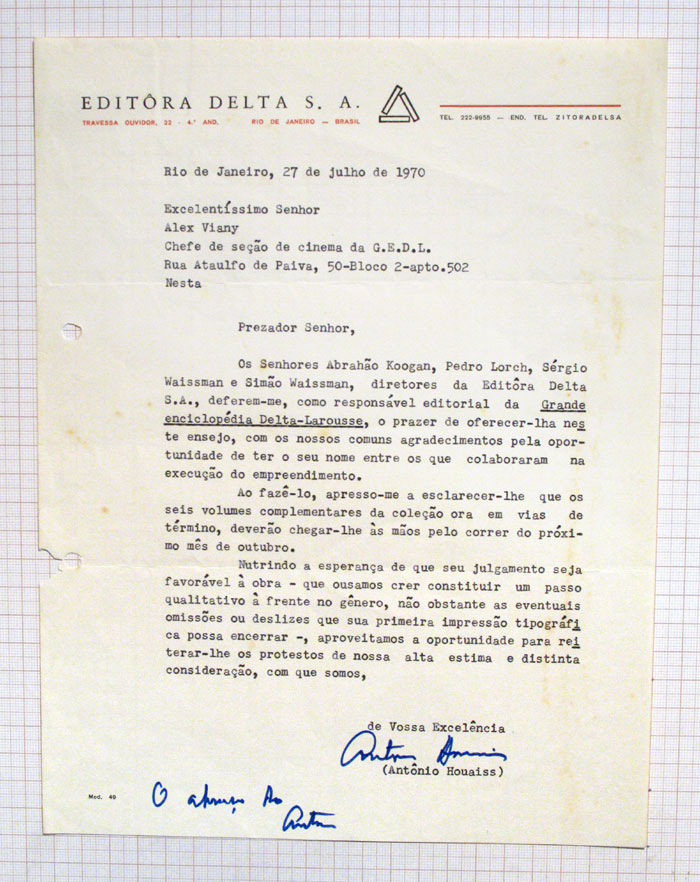 EDITÔRA DELTA S. A.
TRAVESSA OUVIDOR, 22 - 4.° AND. RIO DE JANEIRO — BRASIL
TEL. 222-9955 — END. TEL. ZITORADELSA
Rio de Janeiro, 27 de julho de 1970
Excelentíssimo Senhor
Alex Viany
Chefe de seção de cinema da G.E.D.L.
Rua Ataulfo de Paiva, 50-Bloco 2-apto.502
Nesta
Prezador Senhor,
Os Senhores Abrahão Koogan, Pedro Lorch, Sérgio
Waissman e Simão Waissman, diretores da Editôra Delta
S.A., deferem-me, como responsável editorial da Grande
enciclopédia Delta-Larousse, o prazer de oferecer-lha nes
te ensejo, com os nossos comuns agradecimentos pela opor-
tunidade de ter o seu nome entre os que colaboraram na
execução do empreendimento.
Ao fazê-lo, apresso-me a esclarecer-lhe que os
seis volumes complementares da coleção ora em vias de
término, deverão chegar-lhe às mãos pelo correr do próxi-
mo mês de outubro.
Nutrindo a esperança de que seu julgamento seja
favorável à obra - que ousamos crer constituir um passo
qualitativo à frente no gênero, não obstante as eventuais
omissões ou deslizes que sua primeira impressão tipográfi
ca possa encerrar -, aproveitamos a oportunidade para rei
terar-lhe os protestos de nossa alta estima e distinta
consideração, com que somos,
de Vossa Excelência
Antônio Houaiss
(Antônio Houaiss)
Mod. 49
O abraço do
Antônio